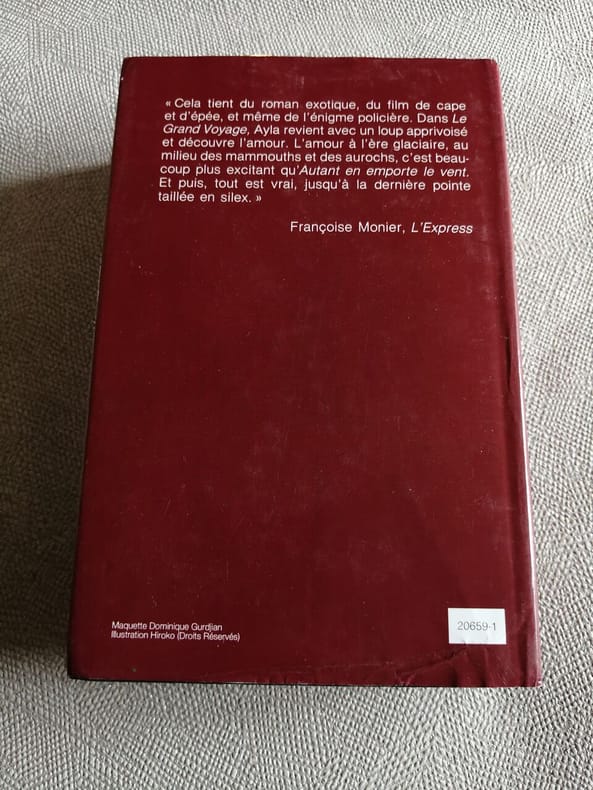 « Cela tient du roman exotique, du film de cape
et d'épée, et même de l'énigme policière. Dans Le
Grand Voyage, Ayla revient avec un loup apprivoisé
et découvre l'amour. L'amour à l'ère glaciaire, au
milieu des mammouths et des aurochs, c'est beau-
coup plus excitant qu'Autant en emporte le vent.
Et puis, tout est vrai, jusqu'à la dernière pointe
taillée en silex. »
Françoise Monier, L'Express
Maquette Dominique Gurdjian
Illustration Hiroko (Droits Réservés)
20659-1